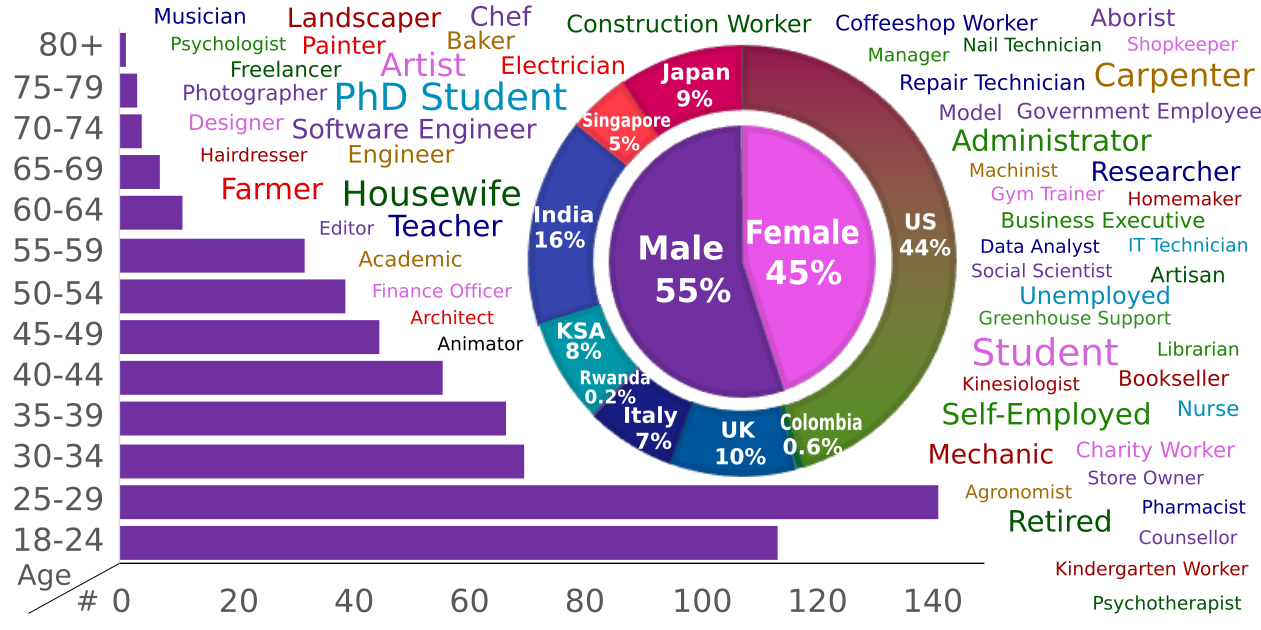 Musician
Landscaper
Chef
Construction Worker
Coffeeshop Worker
Aborist
Psychologist
Painter
Baker
Manager
Nail Technician
Shopkeeper
Freelancer
Artist
Electrician
Repair Technician
Carpenter
Photographer
PhD Student
Model
Government Employee
Designer
Software Engineer
Administrator
Hairdresser
Engineer
Machinist
Researcher
Farmer
Housewife
Gym Trainer
Homemaker
Editor
Teacher
Business Executive
Academic
Data Analyst
IT Technician
Finance Officer
Social Scientist
Artisan
Architect
Unemployed
Animator
Greenhouse Support
Student
Librarian
Kinesiologist
Bookseller
Self-Employed
Nurse
Mechanic
Charity Worker
Store Owner
Agronomist
Pharmacist
Retired
Counsellor
Kindergarten Worker
Psychotherapist
80+
75-79
70-74
65-69
60-64
55-59
50-54
45-49
40-44
35-39
30-34
25-29
18-24
Age
# 0 20 40 60 80 100 120 140
Japan
9%
Singapore
5%
India
16%
KSA
8%
Rwanda
0.2%
Italy
7%
UK
10%
Colombia
0.6%
US
44%
Male
55%
Female
45%